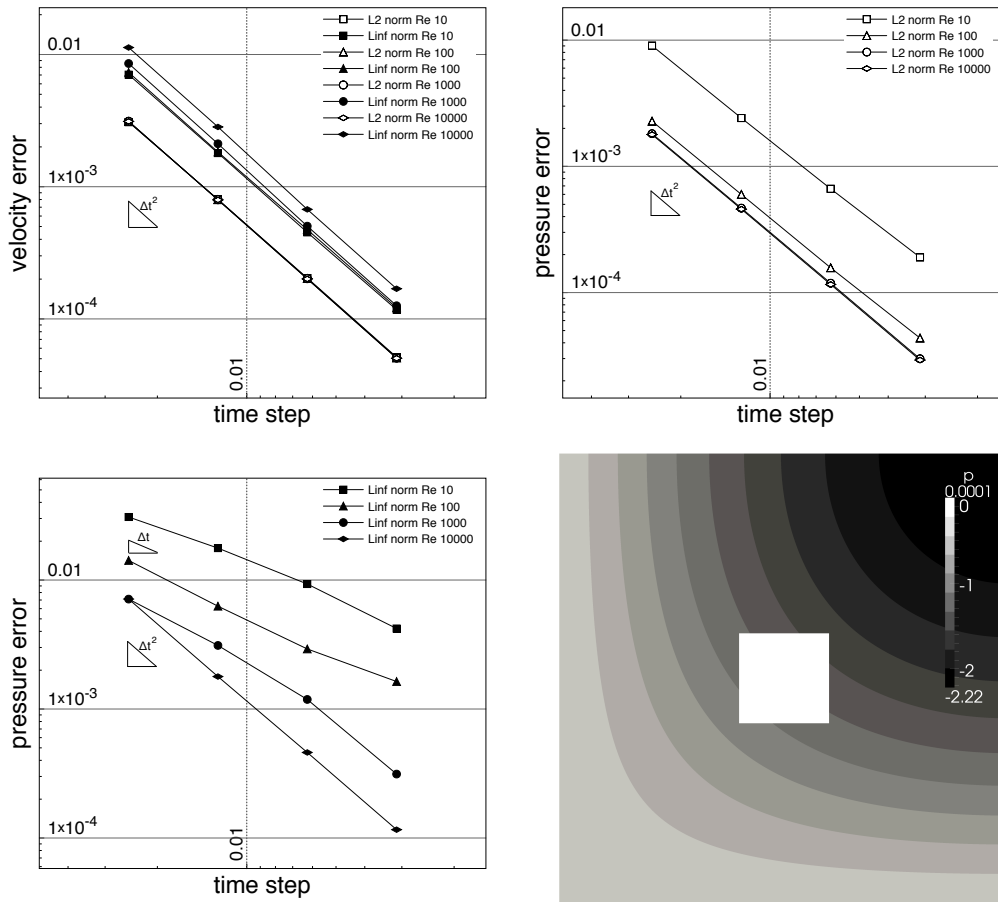 L2 norm Re 10
Linf norm Re 10
L2 norm Re 100
Linf norm Re 100
L2 norm Re 1000
Linf norm Re 1000
L2 norm Re 10000
Linf norm Re 10000
0.01
1×10-3
1×10-4
Δt2
0.01
velocity error
time step
L2 norm Re 10
L2 norm Re 100
L2 norm Re 1000
L2 norm Re 10000
0.01
1×10-3
1×10-4
Δt2
0.01
pressure error
time step
Linf norm Re 10
Linf norm Re 100
Linf norm Re 1000
Linf norm Re 10000
Δt
0.01
Δt2
1×10-3
1×10-4
0.01
pressure error
time step
p
0.0001
0
-1
-2
-2.22